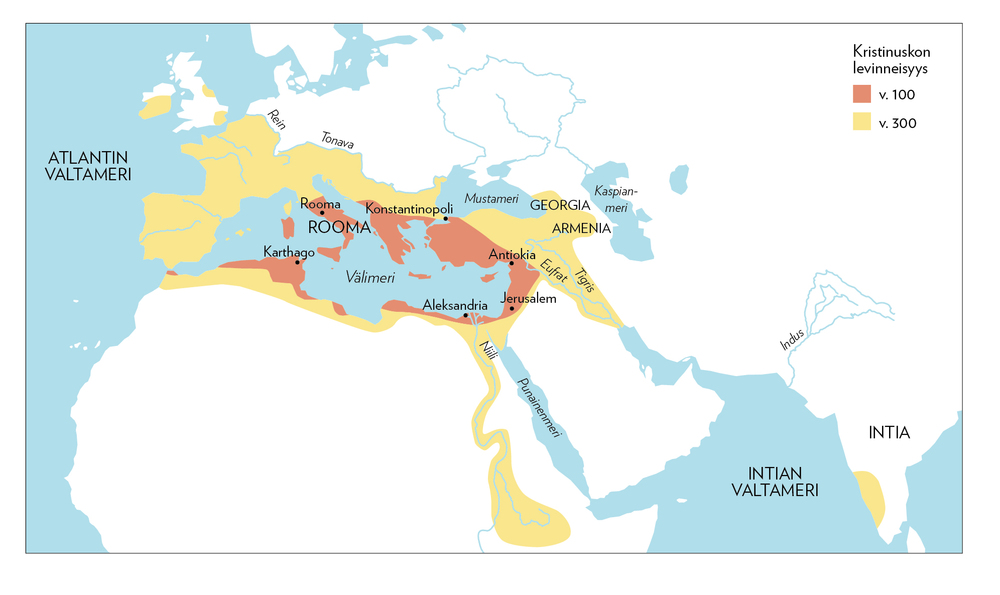 Kristinuskon
levinneisyys
v. 100
v. 300
Rein
Tonava
ATLANTIN
VALTAMERI
Mustameri
Kaspian-
meri
GEORGIA
ARMENIA
Rooma
ROOMA
Konstantinopoli
Karthago
Välimeri
Antiokia
Eufrat
Tigris
Aleksandria
Jerusalem
Niili
Punainenmeri
Indus
INTIA
INTIAN
VALTAMERI